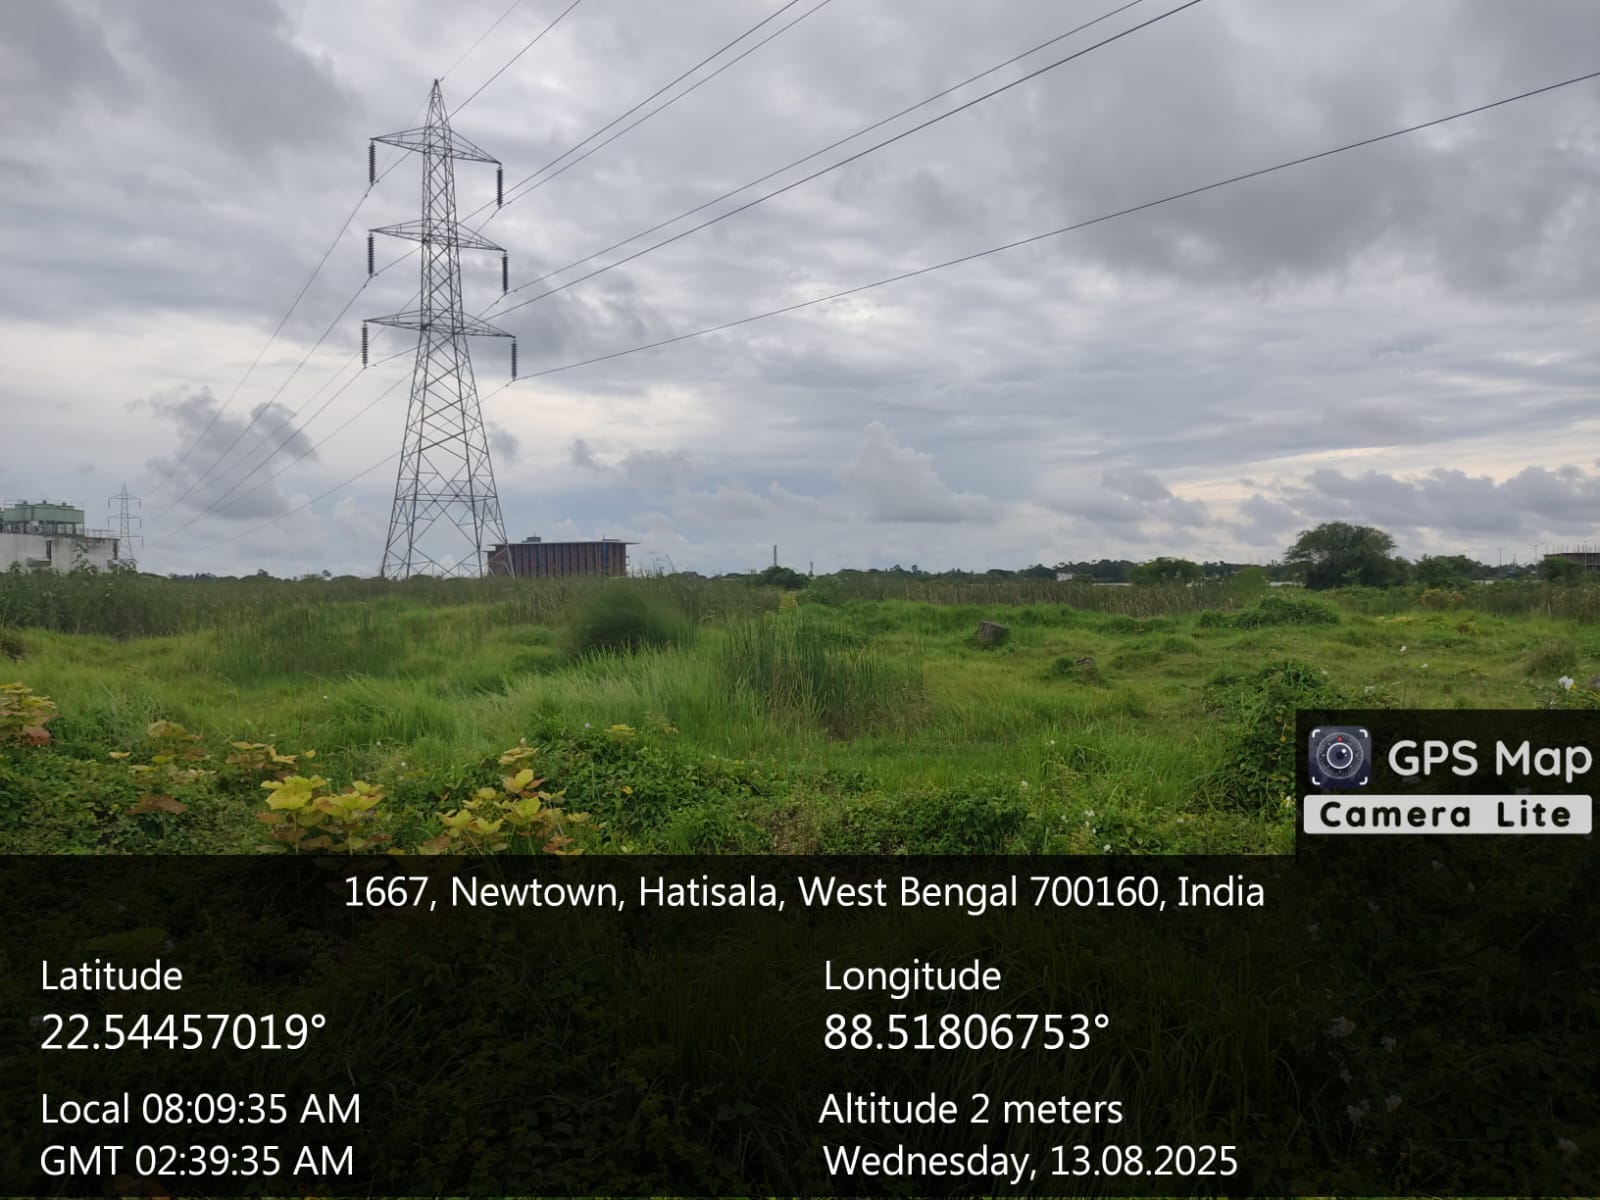 GPS Map
Camera Lite
1667, Newtown, Hatisala, West Bengal 700160, India
Latitude
22.54457019°
Longitude
88.51806753°
Local 08:09:35 AM
GMT 02:39:35 AM
Altitude 2 meters
Wednesday, 13.08.2025